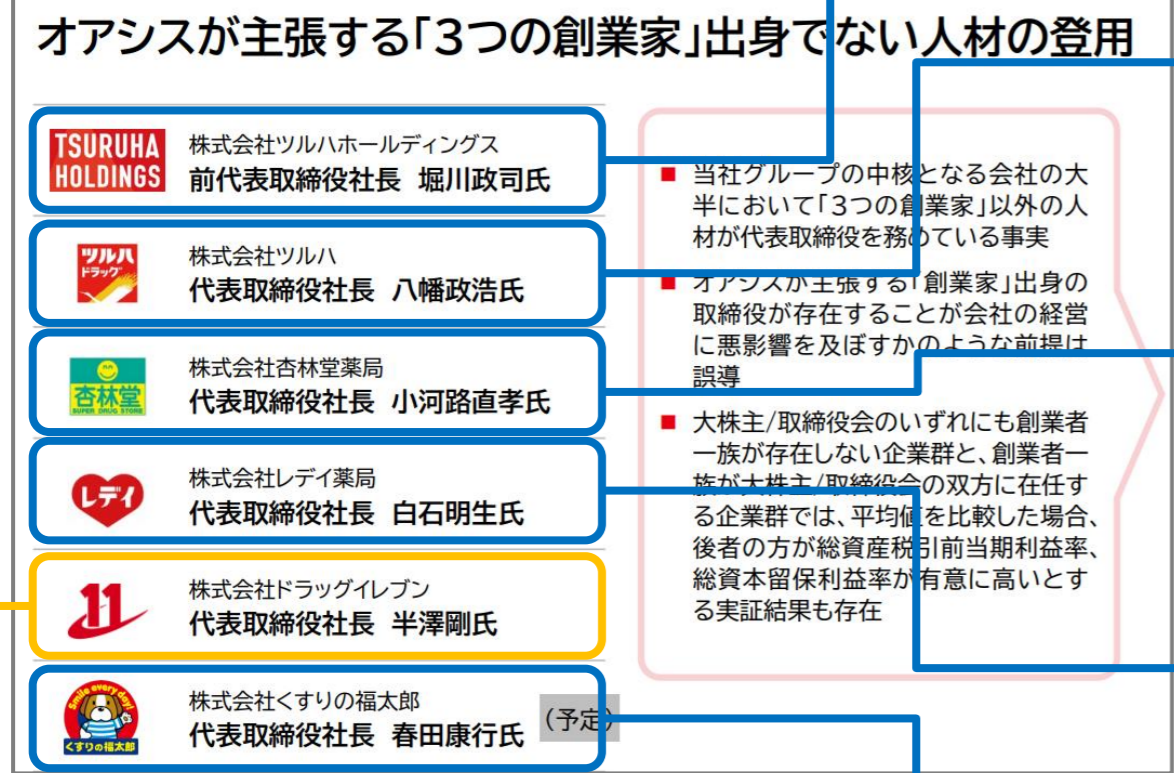 オアシスが主張する「3つの創業家」出身でない人材の登用
TSURUHA
HOLDINGS
株式会社ツルハホールディングス
前代表取締役社長 堀川政司氏
ツルハ
ドラッグ
株式会社ツルハ
代表取締役社長 八幡政浩氏
杏林堂
SUPER DRUG STORE
株式会社杏林堂薬局
代表取締役社長 小河路直孝氏
レデイ
株式会社レデイ薬局
代表取締役社長 白石明生氏
11
株式会社ドラッグイレブン
代表取締役社長 半澤剛氏
Smile every day!
くすりの福太郎
株式会社くすりの福太郎
代表取締役社長 春田康行氏
(予定)
■ 当社グループの中核となる会社の大
半において「3つの創業家」以外の人
材が代表取締役を務めている事実
■ オアシスが主張する「創業家」出身の
取締役が存在することが会社の経営
に悪影響を及ぼすかのような前提は
誤導
■ 大株主/取締役会のいずれにも創業者
一族が存在しない企業群と、創業者一
族が大株主/取締役会の双方に在任す
る企業群では、平均値を比較した場合、
後者の方が総資産税引前当期利益率、
総資本留保利益率が有意に高いとす
る実証結果も存在